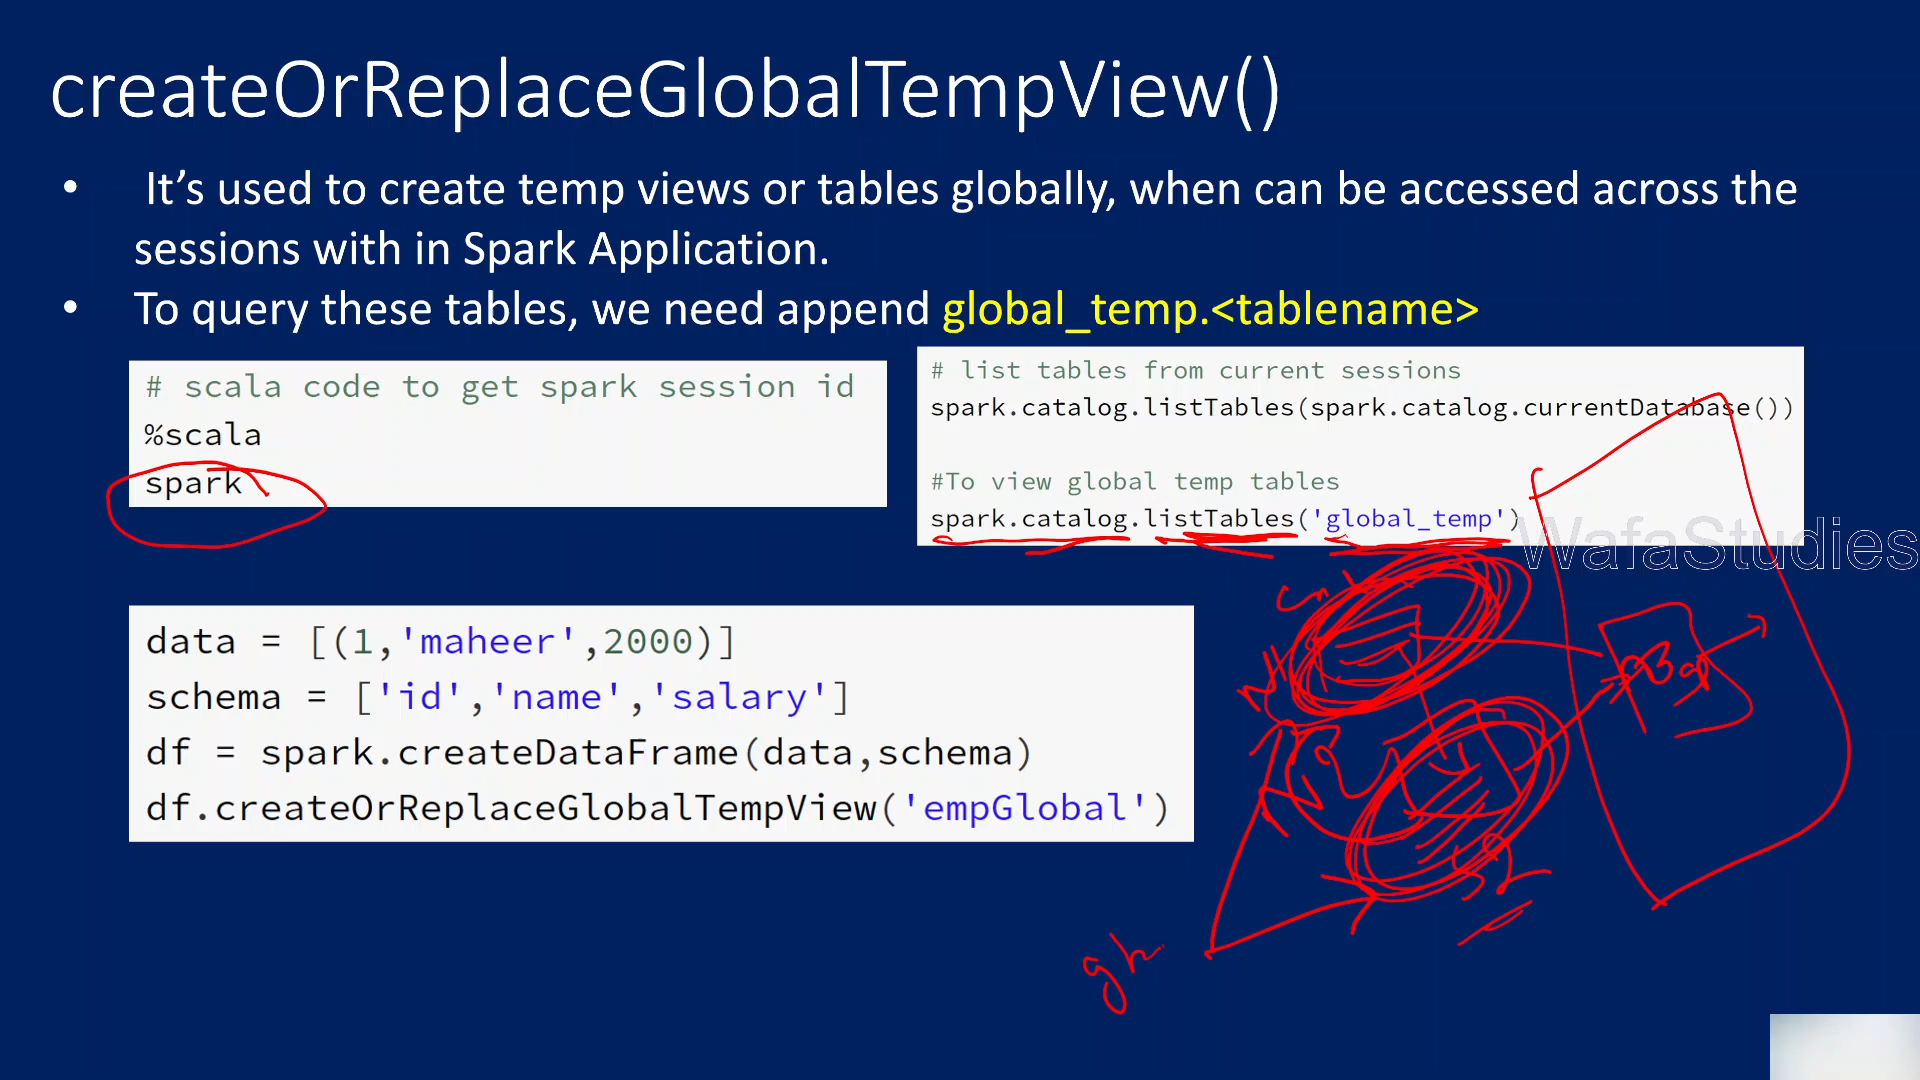 createOrReplaceGlobalTempView()
• It’s used to create temp views or tables globally, when can be accessed across the
sessions with in Spark Application.
• To query these tables, we need append global_temp.<tablename>
# scala code to get spark session id
%scala
spark
# list tables from current sessions
spark.catalog.listTables(spark.catalog.currentDatabase())
#To view global temp tables
spark.catalog.listTables('global_temp')
WafaStudies
data = [(1,'maheer',2000)]
schema = ['id','name','salary']
df = spark.createDataFrame(data,schema)
df.createOrReplaceGlobalTempView('empGlobal')